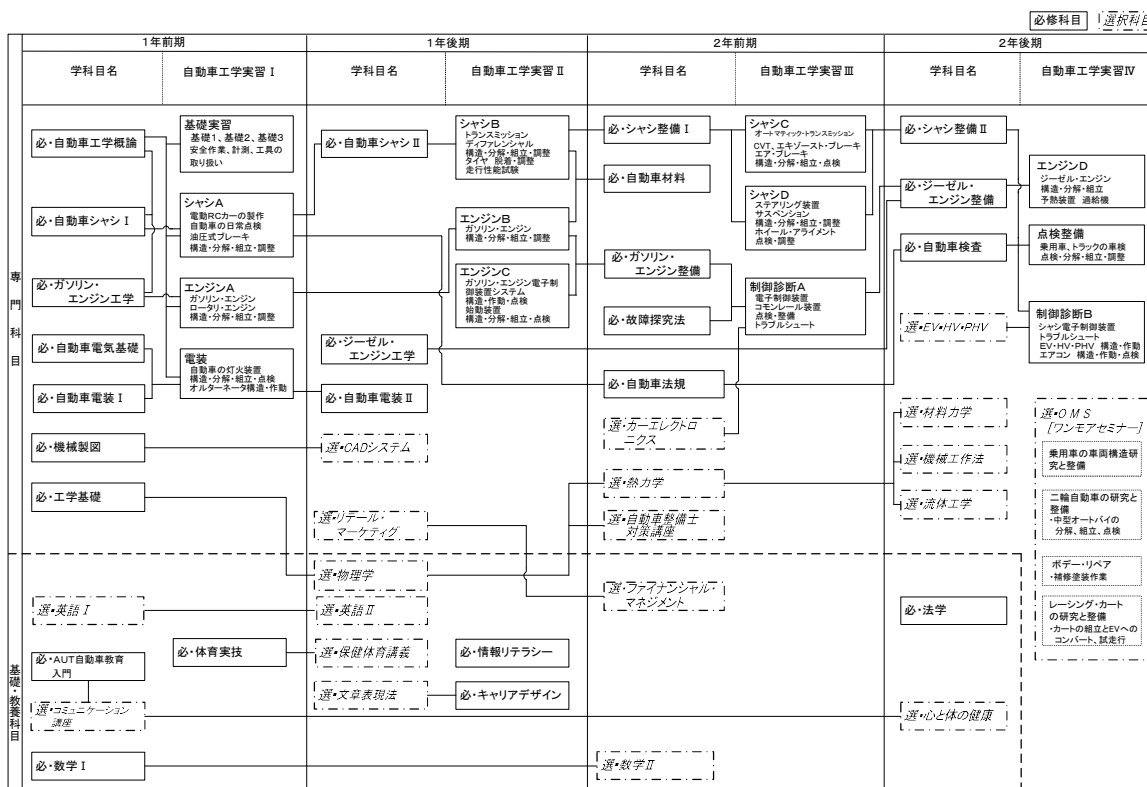 必修科目
選択科目
1年前期
1年後期
2年前期
2年後期
学科目名
自動車工学実習Ⅰ
学科目名
自動車工学実習Ⅱ
学科目名
自動車工学実習Ⅲ
学科目名
自動車工学実習Ⅳ
専門科目
必・自動車工学概論
必・自動車シャシⅠ
必・ガソリン・
エンジン工学
必・自動車電気基礎
必・自動車電装Ⅰ
必・機械製図
必・工学基礎
基礎実習
基礎1、基礎2、基礎3
安全作業、計測、工具の
取り扱い
シャシA
電動RCカーの製作
自動車の日常点検
油圧式ブレーキ
構造・分解・組立・調整
エンジンA
ガソリン・エンジン
ロータリ・エンジン
構造・分解・組立・調整
電装
自動車の灯火装置
構造・分解・組立・点検
オルターネータ構造・作動
必・自動車シャシⅡ
必・ジーゼル・
エンジン工学
必・自動車電装Ⅱ
選・CADシステム
選・リテール・
マーケティグ
シャシB
トランスミッション
ディファレンシャル
構造・分解・組立・調整
タイヤ 脱着・調整
走行性能試験
エンジンB
ガソリン・エンジン
構造・分解・組立・調整
エンジンC
ガソリン・エンジン電子制
御装置システム
構造・作動・点検
始動装置
構造・分解・組立・点検
必・シャシ整備Ⅰ
必・自動車材料
必・ガソリン・
エンジン整備
必・故障探究法
必・自動車法規
選・カーエレクトロ
ニクス
選・熱力学
選・自動車整備士
対策講座
シャシC
オートマティック・トランスミッション
CVT、エキゾースト・ブレーキ
エア・ブレーキ
構造・分解・組立・点検
シャシD
ステアリング装置
サスペンション
構造・分解・組立・調整
ホイール・アライメント
点検・調整
制御診断A
電子制御装置
コモンレール装置
点検・整備
トラブルシュート
必・シャシ整備Ⅱ
必・ジーゼル・
エンジン整備
必・自動車検査
選・EV・HV・PHV
選・材料力学
選・機械工作法
選・流体工学
エンジンD
ジーゼル・エンジン
構造・分解・組立
予熱装置 過給機
点検整備
乗用車、トラックの車検
点検・分解・組立・調整
制御診断B
シャシ電子制御装置
トラブルシュート
EV・HV・PHV 構造・作動
エアコン 構造・作動・点検
選・OMS
[ワンモアセミナー]
乗用車の車両構造研
究と整備
二輪自動車の研究と
整備
・中型オートバイの
分解、組立、点検
ボデー・リペア
・補修塗装作業
レーシング・カート
の研究と整備
・カートの組立とEVへの
コンバート、試走行
基礎・教養科目
選・英語Ⅰ
必・AUT自動車教育
入門
選・コミュニケーション
講座
必・数学Ⅰ
必・体育実技
選・物理学
選・英語Ⅱ
選・保健体育講義
選・文章表現法
必・情報リテラシー
必・キャリアデザイン
選・ファイナンシャル・
マネジメント
選・数学Ⅱ
必・法学
選・心と体の健康